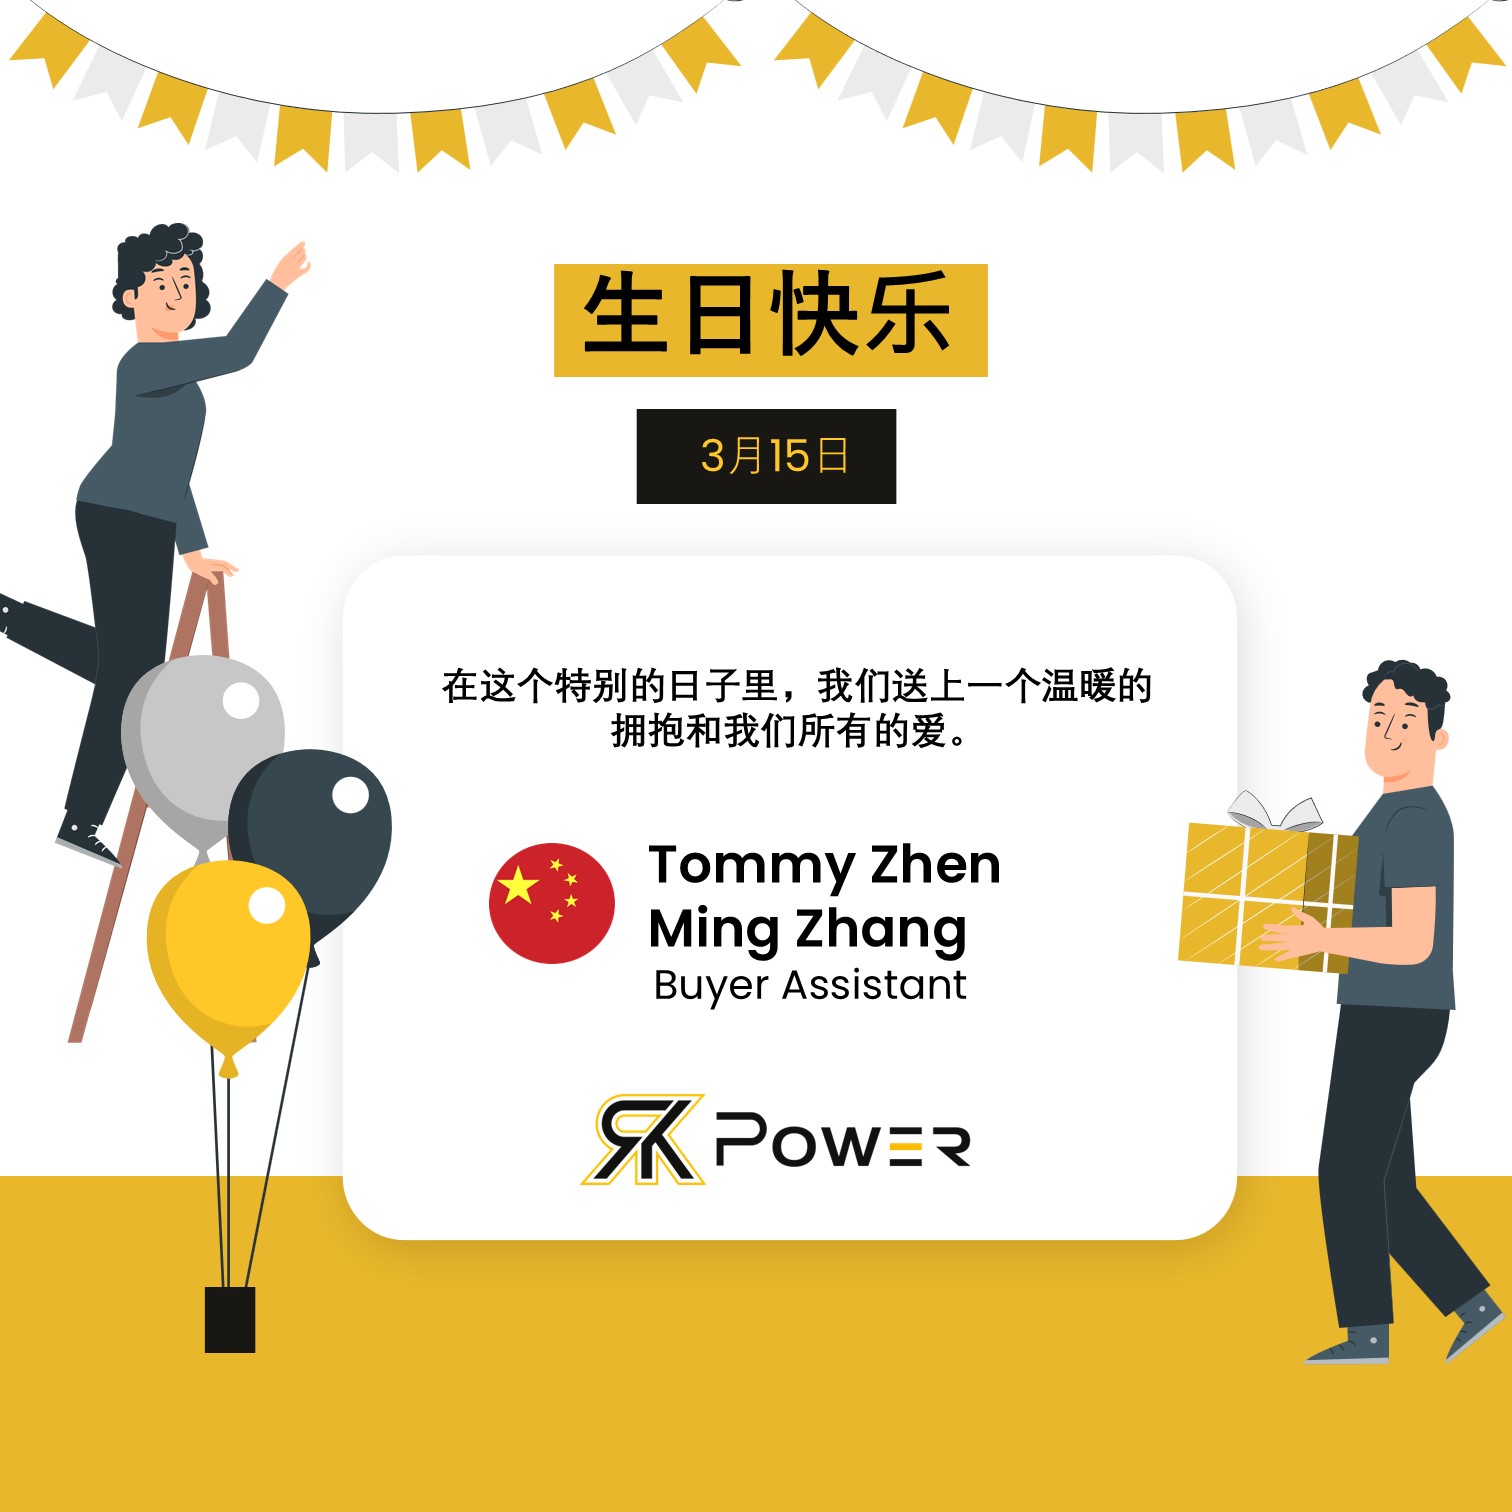 生日快乐
3月15日
在这个特别的日子里，我们送上一个温暖的
拥抱和我们所有的爱。
Tommy Zhen
Ming Zhang
Buyer Assistant
RK Power